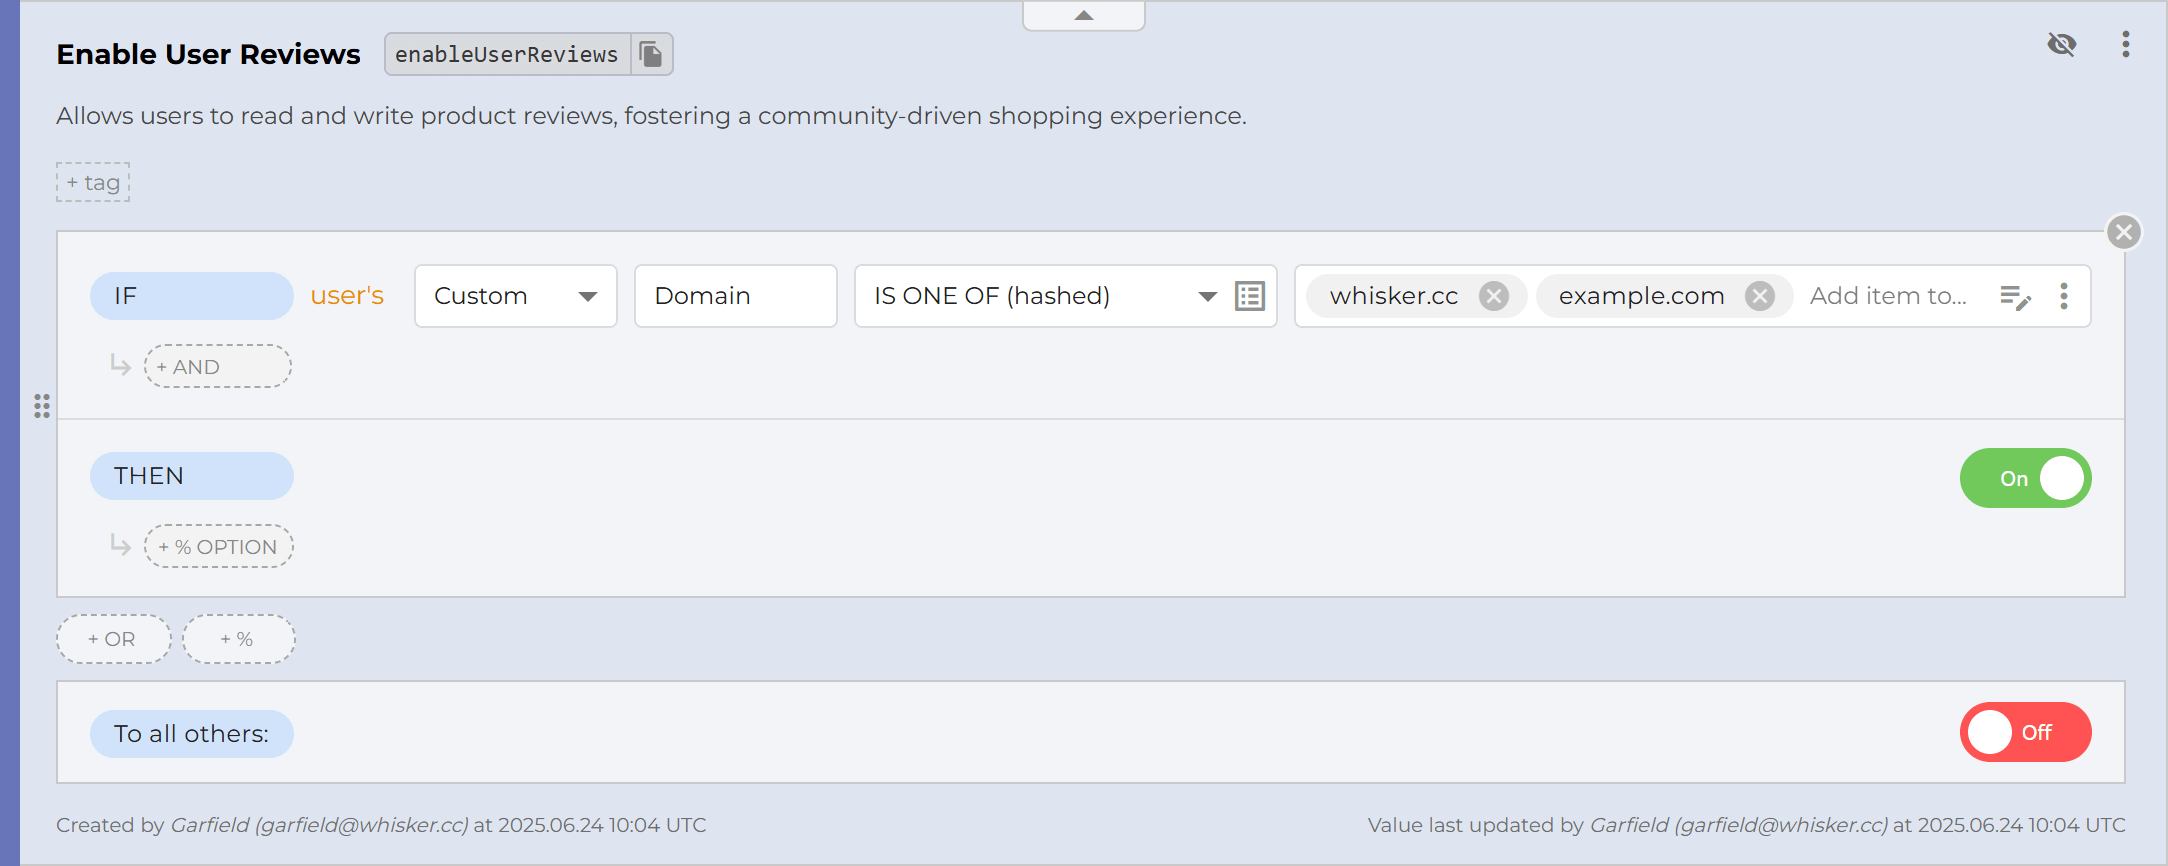 Enable User Reviews enableUserReviews
Allows users to read and write product reviews, fostering a community-driven shopping experience.
+ tag
IF user's Custom Domain IS ONE OF (hashed) whisker.cc example.com Add item to...
+ AND
THEN On
+ % OPTION
+ OR + %
To all others: Off
Created by Garfield (garfield@whisker.cc) at 2025.06.24 10:04 UTC Value last updated by Garfield (garfield@whisker.cc) at 2025.06.24 10:04 UTC